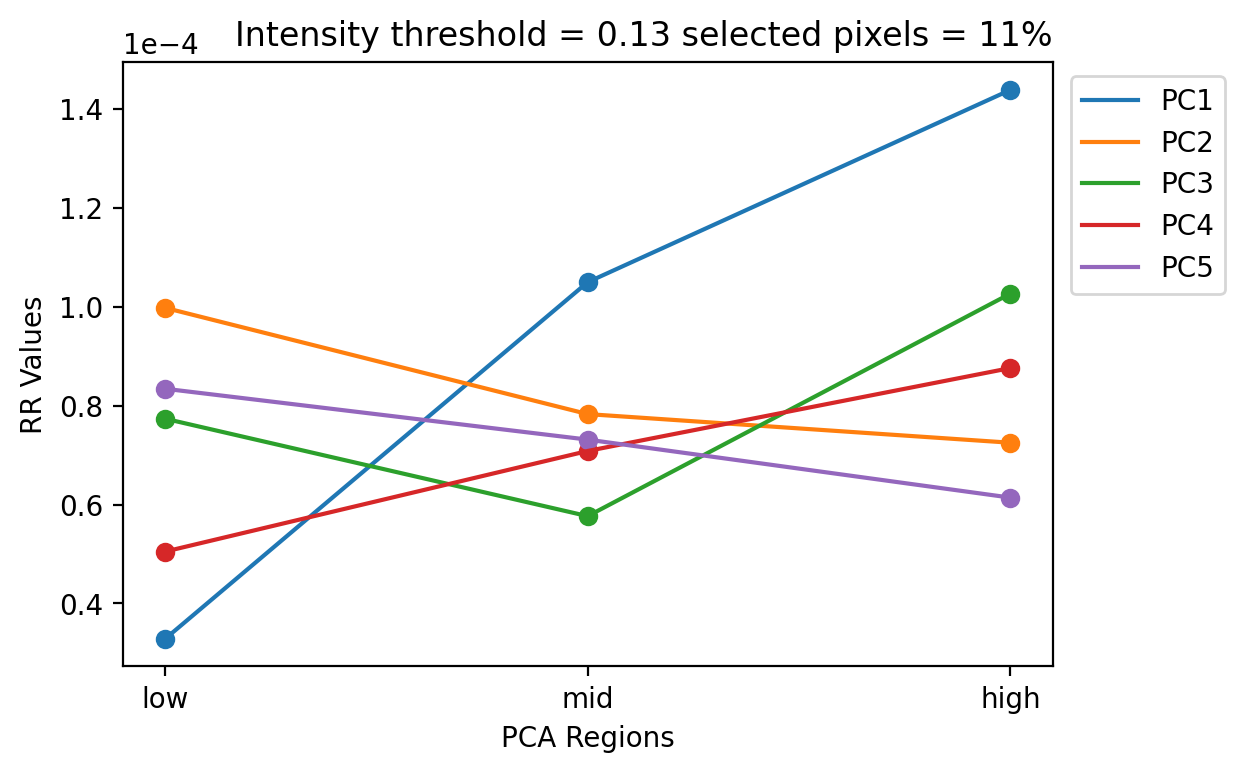 Intensity threshold = 0.13 selected pixels = 11%
1e−4
1.4
1.2
1.0
0.8
0.6
0.4
RR Values
low
mid
high
PCA Regions
PC1
PC2
PC3
PC4
PC5